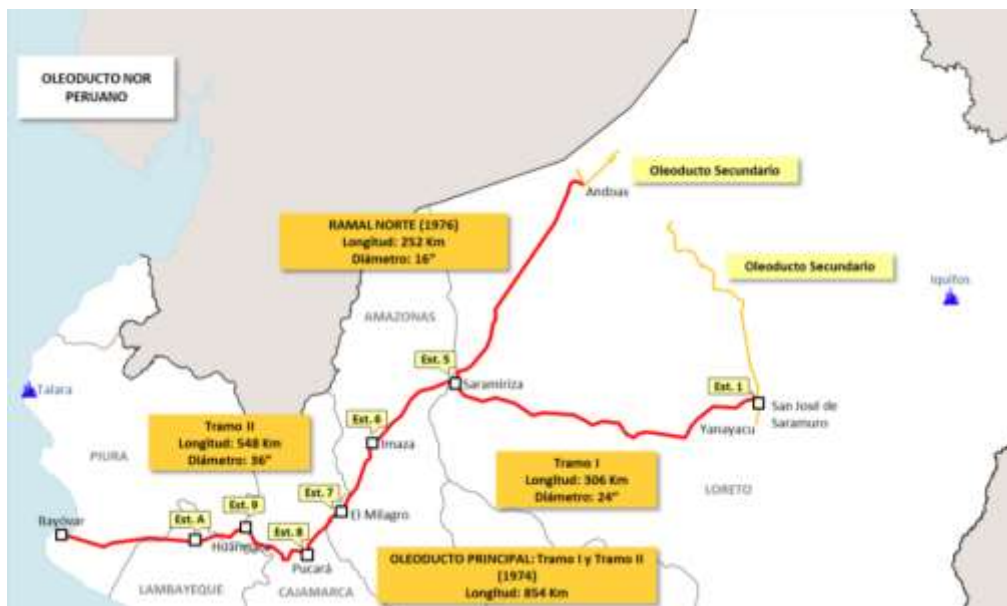 OLEODUCTO NOR
PERUANO
Oleoducto Secundario
Andoas
RAMAL NORTE (1976)
Longitud: 252 Km
Diámetro: 16"
Oleoducto Secundario
Iquitos
AMAZONAS
Est. 5
Saramiriza
Est. 1
San José de
Saramuro
Yanayacu
Talara
Est. 6
Imaza
Tramo II
Longitud: 548 Km
Diámetro: 36"
PIURA
Tramo I
Longitud: 306 Km
Diámetro: 24"
LORETO
Est. 7
El Milagro
Est. 9
Est. A
Est. 8
Bayóvar
Pucará
OLEODUCTO PRINCIPAL: Tramo I y Tramo II
(1974)
Longitud: 854 Km
LAMBAYEQUE
CAJAMARCA